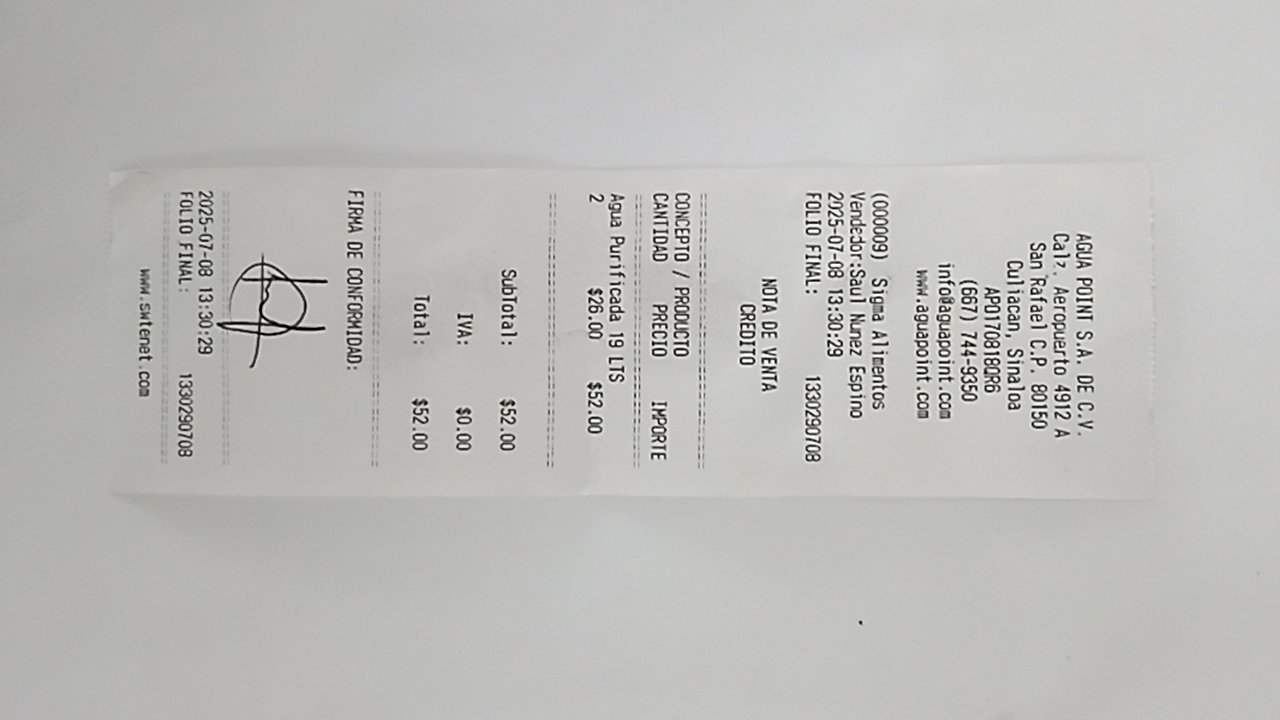 AGUA POINT S.A. DE C.V.
Calz. Aeropuerto 4912 A
San Rafael C.P. 80150
Culiacan, Sinaloa
APO170818QR6
(667) 744-9350
info@aguapoint.com
www.aguapoint.com
(000009) Sigma Alimentos
Vendedor:Saul Nunez Espino
2025-07-08 13:30:29
FOLIO FINAL: 1330290708
NOTA DE VENTA
CREDITO
CONCEPTO / PRODUCTO
CANTIDAD PRECIO IMPORTE
Agua Purificada 19 LTS
2 $26.00 $52.00
SubTotal: $52.00
IVA: $0.00
Total: $52.00
FIRMA DE CONFORMIDAD:
2025-07-08 13:30:29
FOLIO FINAL: 1330290708
www.swtenet.com